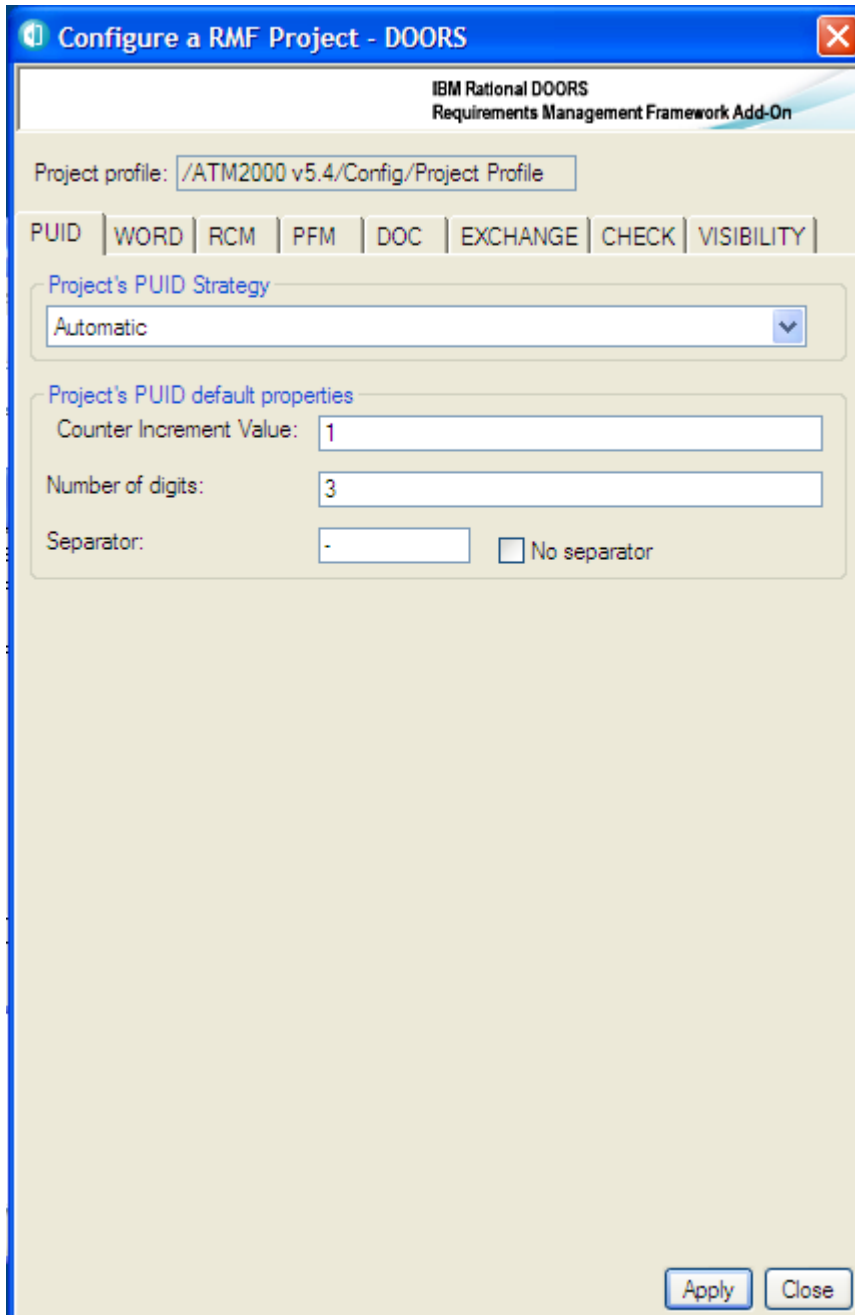 Configure a RMF Project - DOORS
IBM Rational DOORS
Requirements Management Framework Add-On
Project profile: /ATM2000 v5.4/Config/Project Profile
PUID WORD RCM PFM DOC EXCHANGE CHECK VISIBILITY
Project's PUID Strategy
Automatic
Project's PUID default properties
Counter Increment Value: 1
Number of digits: 3
Separator: - No separator
Apply Close